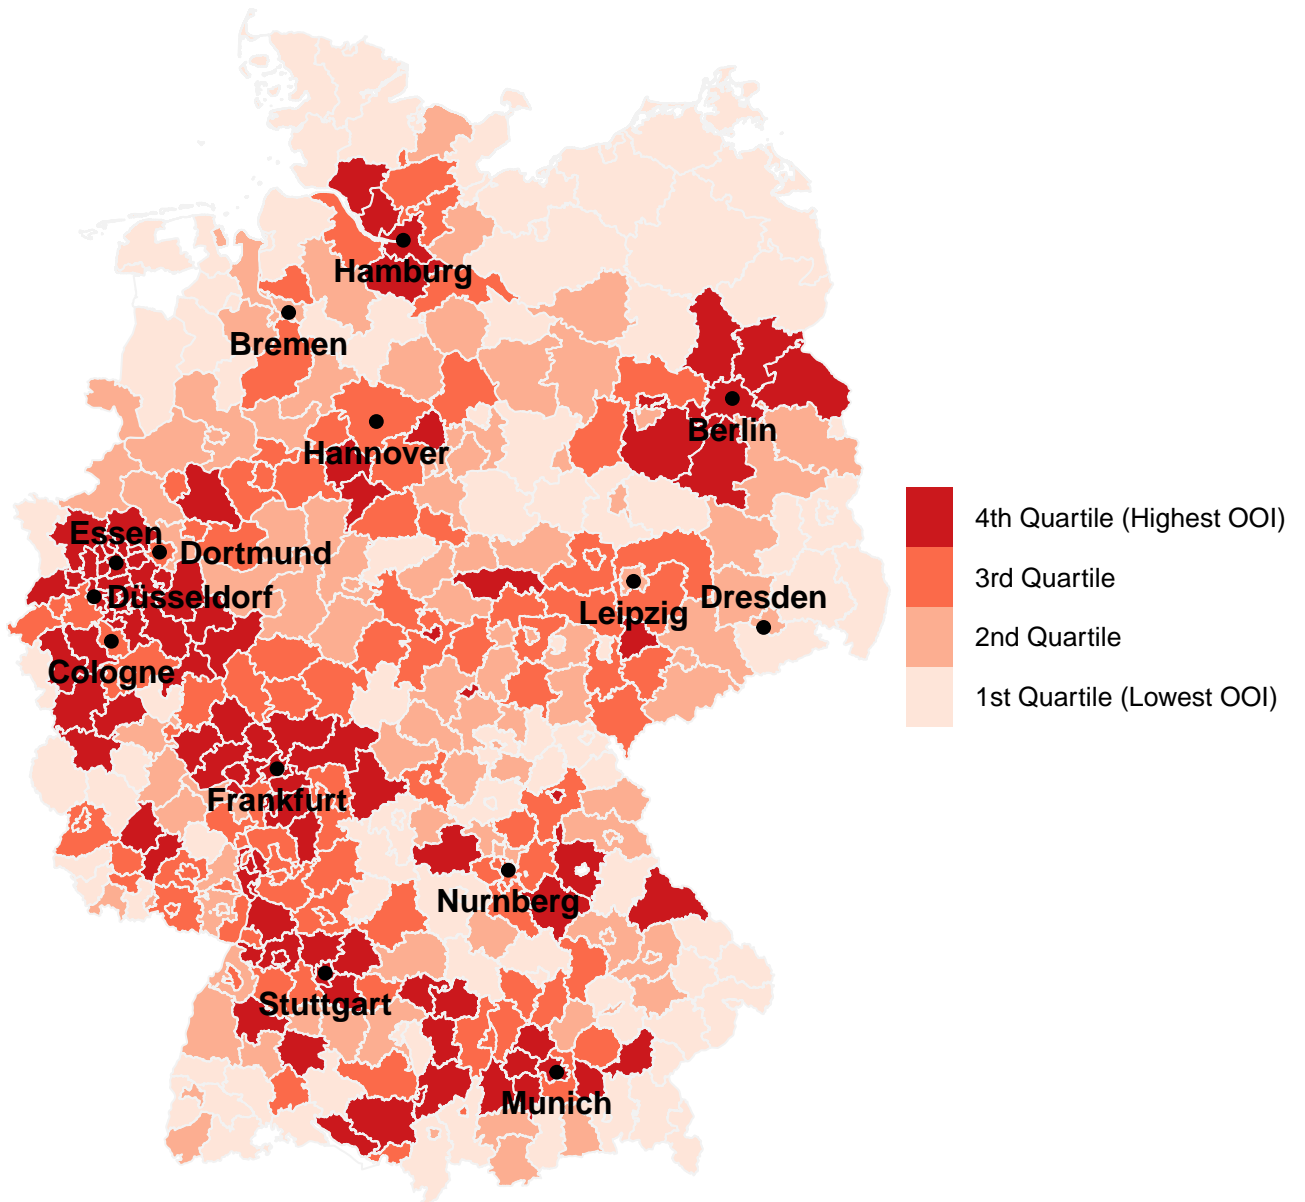 Hamburg
Bremen
Berlin
Hannover
Essen
Dortmund
Düsseldorf
Leipzig
Dresden
Cologne
Frankfurt
Nurnberg
Stuttgart
Munich
4th Quartile (Highest OOI)
3rd Quartile
2nd Quartile
1st Quartile (Lowest OOI)